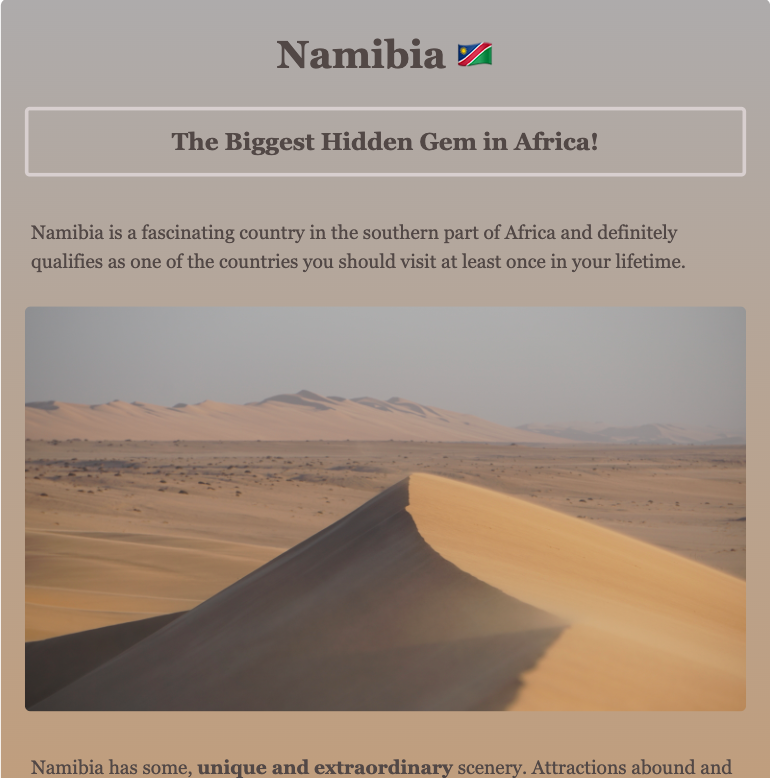 Namibia 🇳🇦
The Biggest Hidden Gem in Africa!
Namibia is a fascinating country in the southern part of Africa and definitely
qualifies as one of the countries you should visit at least once in your lifetime.
Namibia has some, unique and extraordinary scenery. Attractions abound and